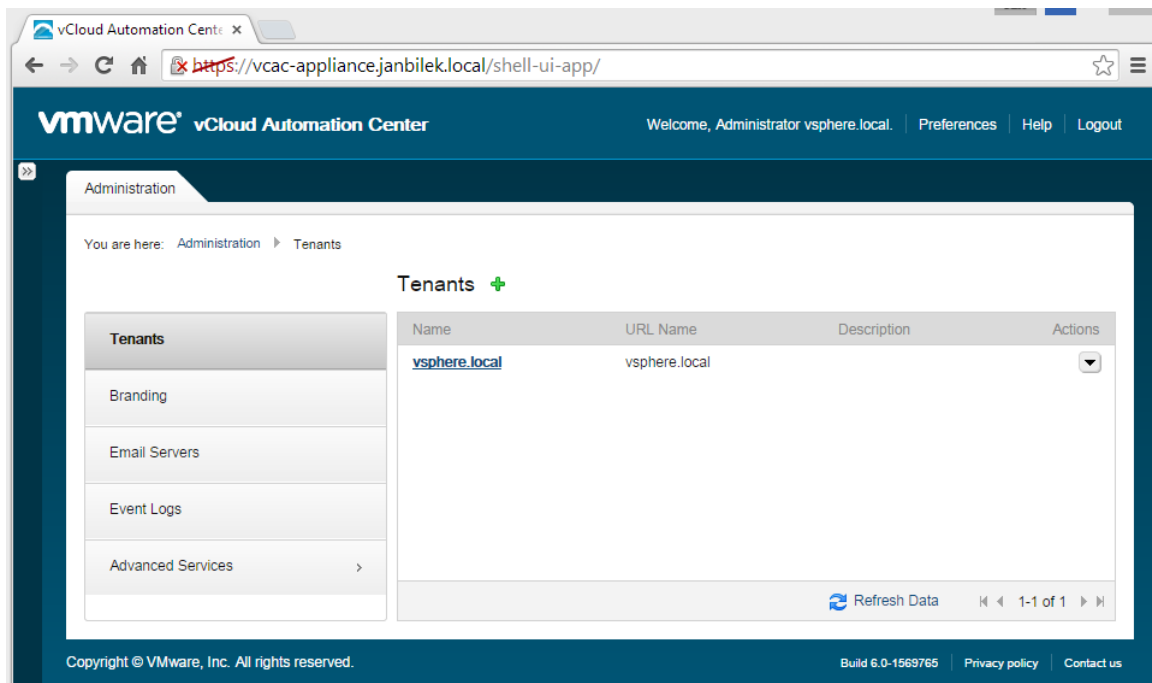 vCloud Automation Cente
https://vcac-appliance.janbilek.local/shell-ui-app/
vmware® vCloud Automation Center Welcome, Administrator vsphere.local. Preferences Help Logout
Administration
You are here: Administration Tenants
Tenants
Name URL Name Description Actions
Tenants
vsphere.local vsphere.local
Branding
Email Servers
Event Logs
Advanced Services
Refresh Data 1-1 of 1
Copyright © VMware, Inc. All rights reserved. Build 6.0-1569765 Privacy policy Contact us